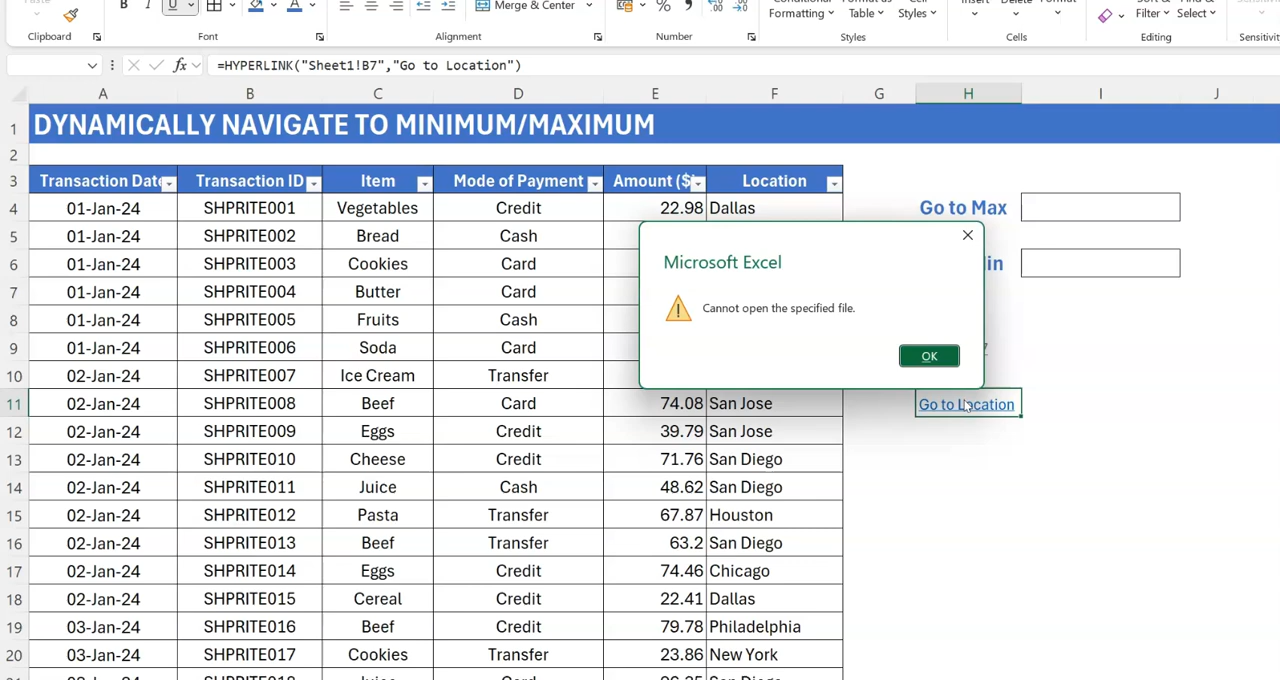 B I U Merge & Center % Conditional Format as Cell Insert Delete Format Sort & Find &
Formatting Table Styles Filter Select
Clipboard Font Alignment Number Styles Cells Editing Sensitivi
fx =HYPERLINK("Sheet1!B7","Go to Location")
A B C D E F G H I J
1 DYNAMICALLY NAVIGATE TO MINIMUM/MAXIMUM
2
3 Transaction Date Transaction ID Item Mode of Payment Amount ($ Location
4 01-Jan-24 SHPRITE001 Vegetables Credit 22.98 Dallas Go to Max
5 01-Jan-24 SHPRITE002 Bread Cash
6 01-Jan-24 SHPRITE003 Cookies Card in
7 01-Jan-24 SHPRITE004 Butter Card
8 01-Jan-24 SHPRITE005 Fruits Cash
9 01-Jan-24 SHPRITE006 Soda Card
10 02-Jan-24 SHPRITE007 Ice Cream Transfer
Microsoft Excel
Cannot open the specified file.
OK
11 02-Jan-24 SHPRITE008 Beef Card 74.08 San Jose Go to Location
12 02-Jan-24 SHPRITE009 Eggs Credit 39.79 San Jose
13 02-Jan-24 SHPRITE010 Cheese Credit 71.76 San Diego
14 02-Jan-24 SHPRITE011 Juice Cash 48.62 San Diego
15 02-Jan-24 SHPRITE012 Pasta Transfer 67.87 Houston
16 02-Jan-24 SHPRITE013 Beef Transfer 63.2 San Diego
17 02-Jan-24 SHPRITE014 Eggs Credit 74.46 Chicago
18 02-Jan-24 SHPRITE015 Cereal Credit 22.41 Dallas
19 03-Jan-24 SHPRITE016 Beef Credit 79.78 Philadelphia
20 03-Jan-24 SHPRITE017 Cookies Transfer 23.86 New York